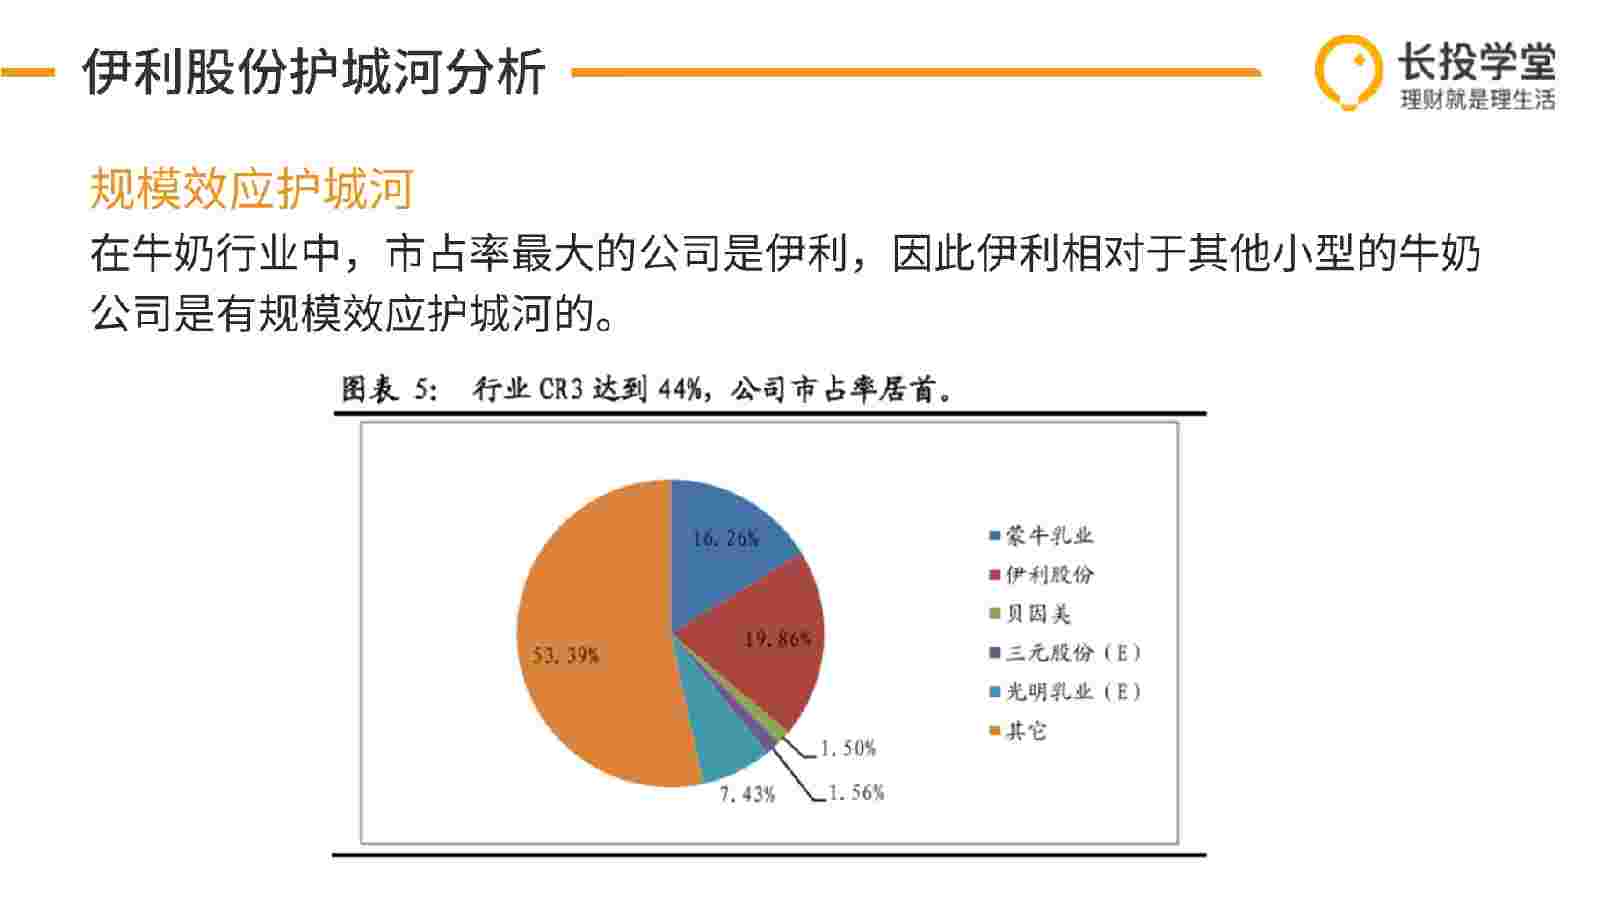 伊利股份护城河分析
长投学堂
理财就是理生活
规模效应护城河
在牛奶行业中，市占率最大的公司是伊利，因此伊利相对于其他小型的牛奶
公司是有规模效应护城河的。
图表 5： 行业 CR3 达到 44%，公司市占率居首。
16.26%
19.86%
53.39%
1.50%
1.56%
7.43%
蒙牛乳业
伊利股份
贝因美
三元股份（E）
光明乳业（E）
其它